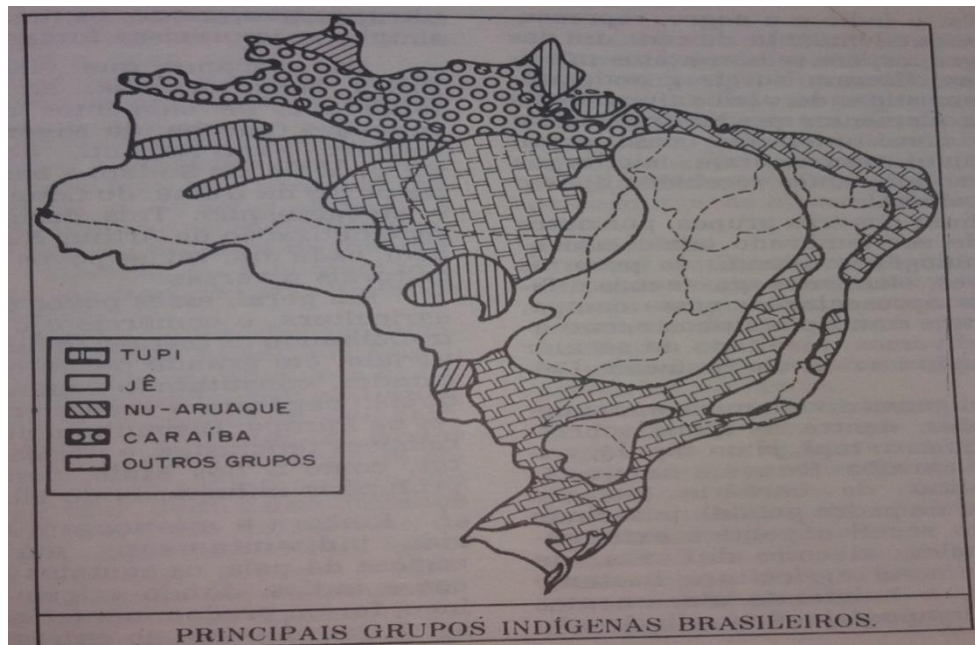 TUPI
JÊ
NU-ARUAQUE
CARAÍBA
OUTROS GRUPOS
PRINCIPAIS GRUPOS INDÍGENAS BRASILEIROS.